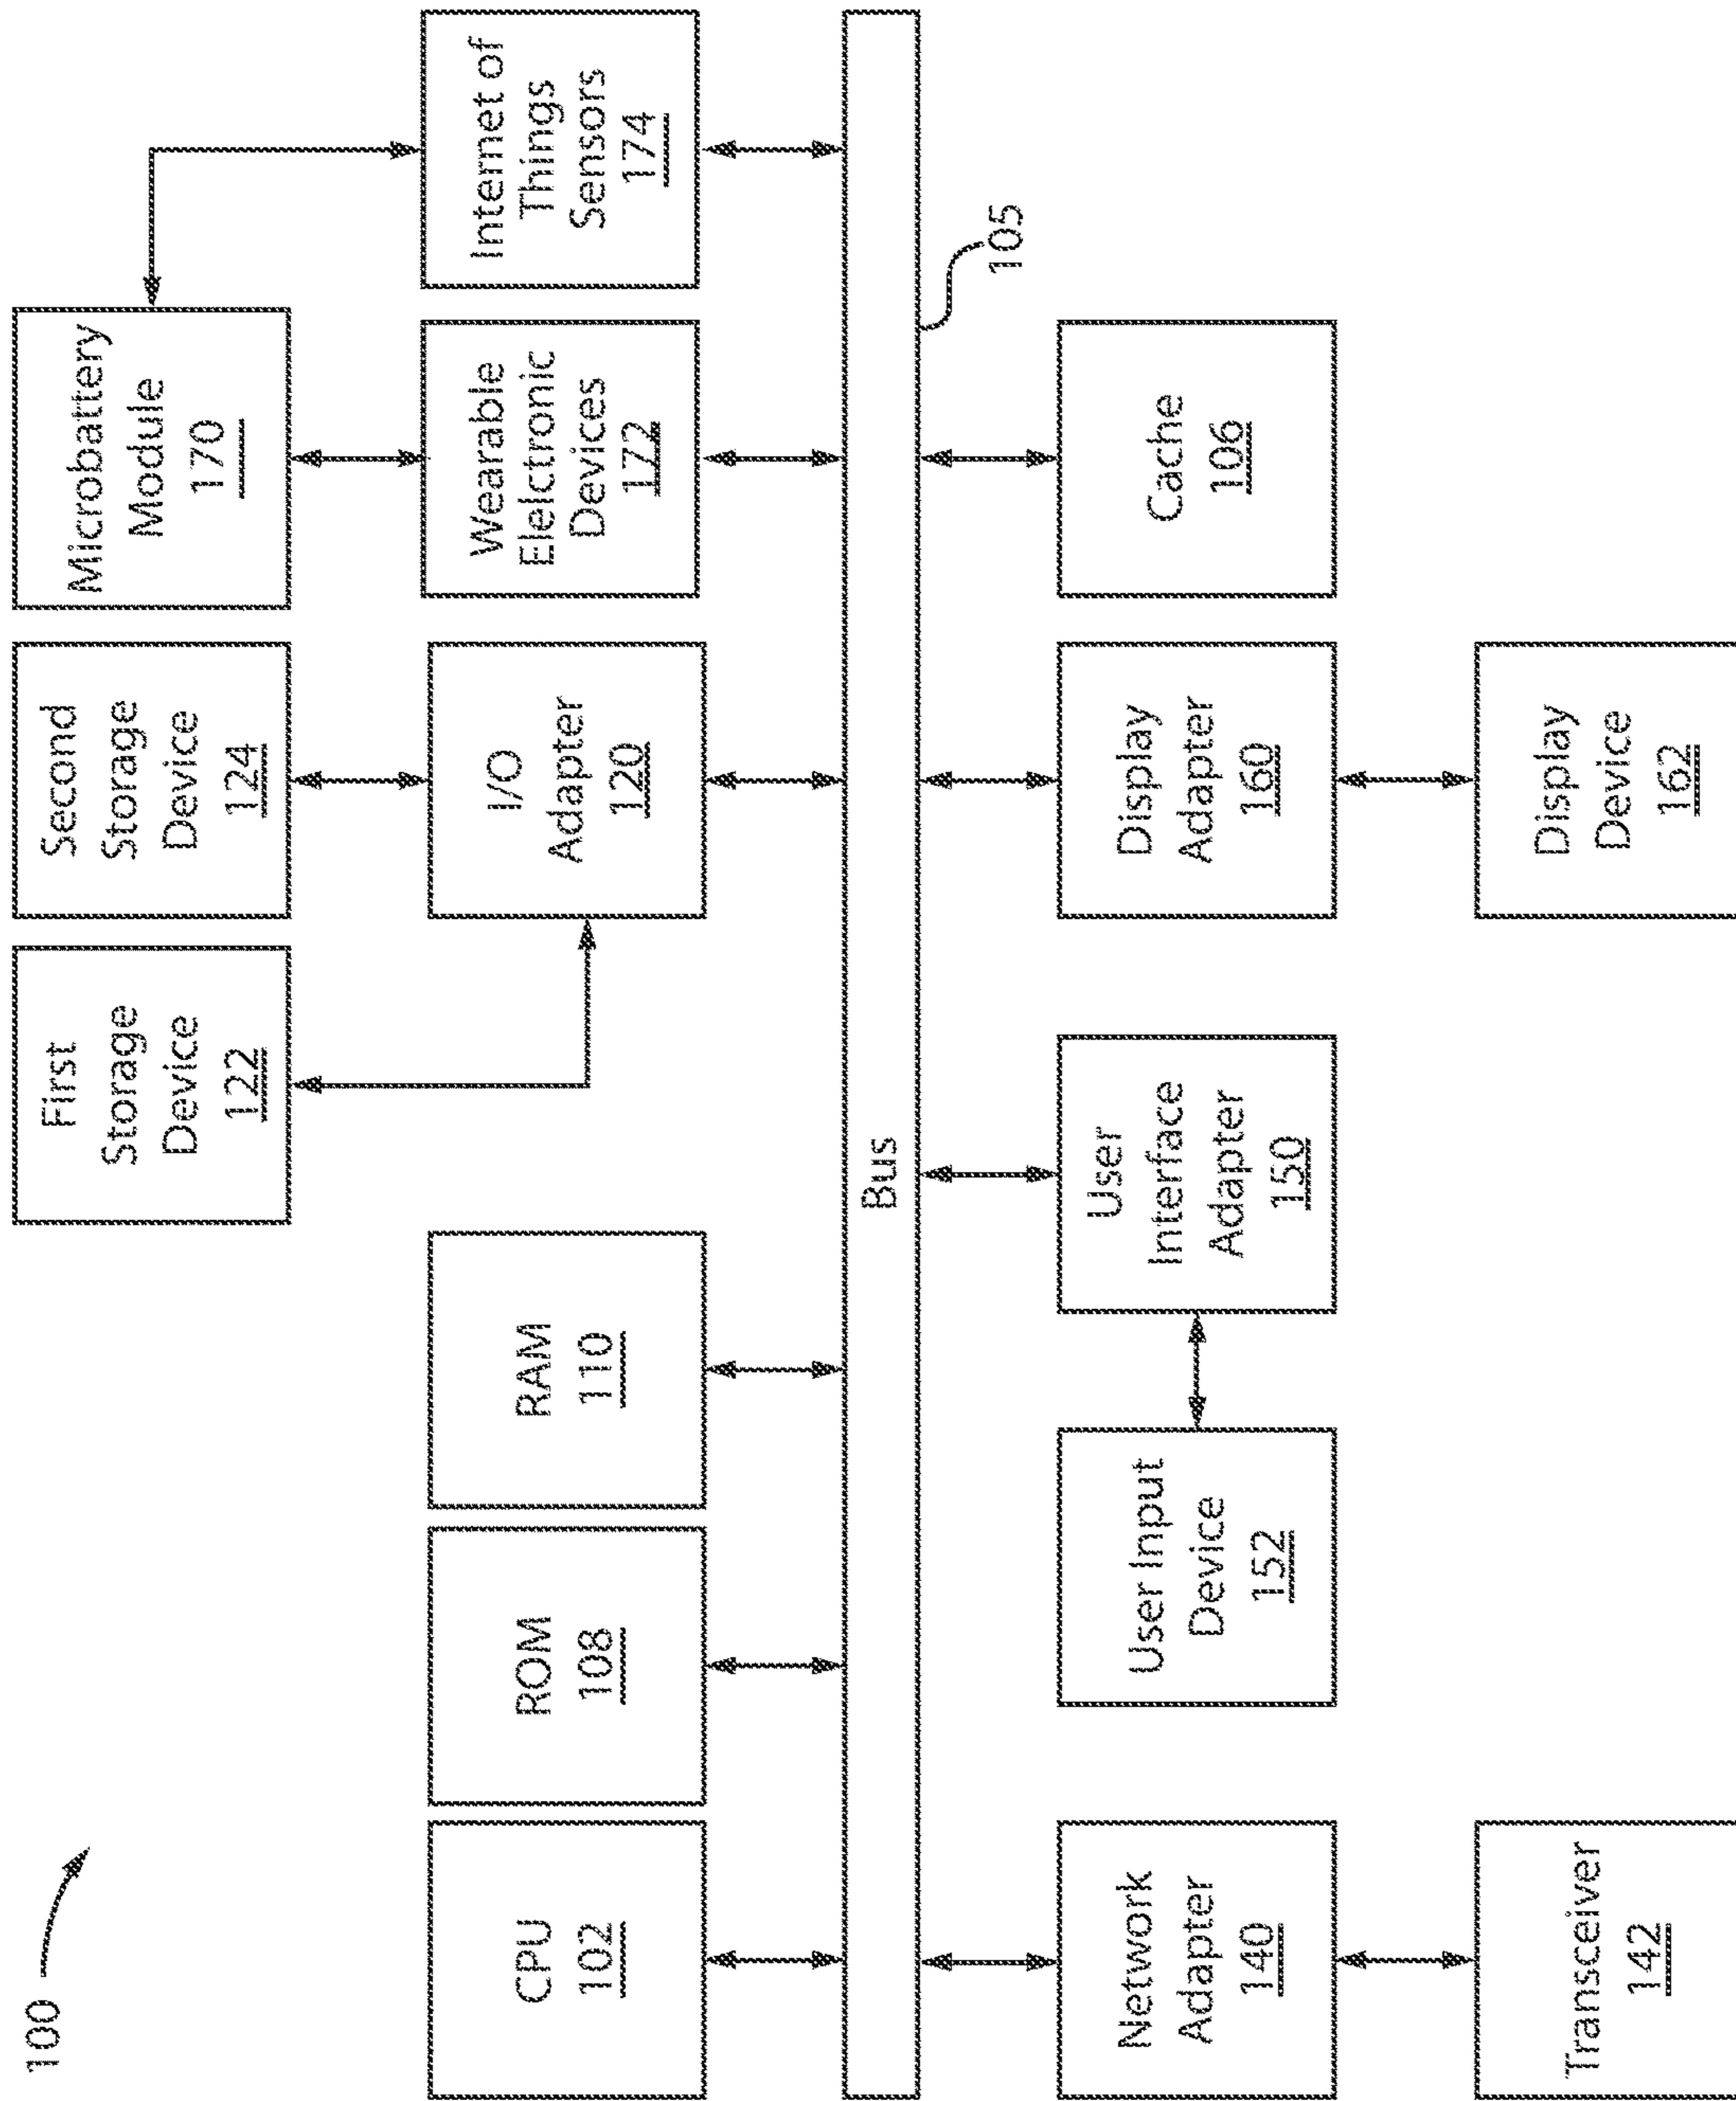 100
First
Storage
Device
122
Second
Storage
Device
124
Microbattery
Module
170
CPU
102
ROM
108
RAM
110
I/O
Adapter
120
Wearable
Elelctronic
Devices
172
Internet of
Things
Sensors
174
Bus
105
Network
Adapter
140
User Input
Device
152
User
Interface
Adapter
150
Display
Adapter
160
Cache
106
Transceiver
142
Display
Device
162